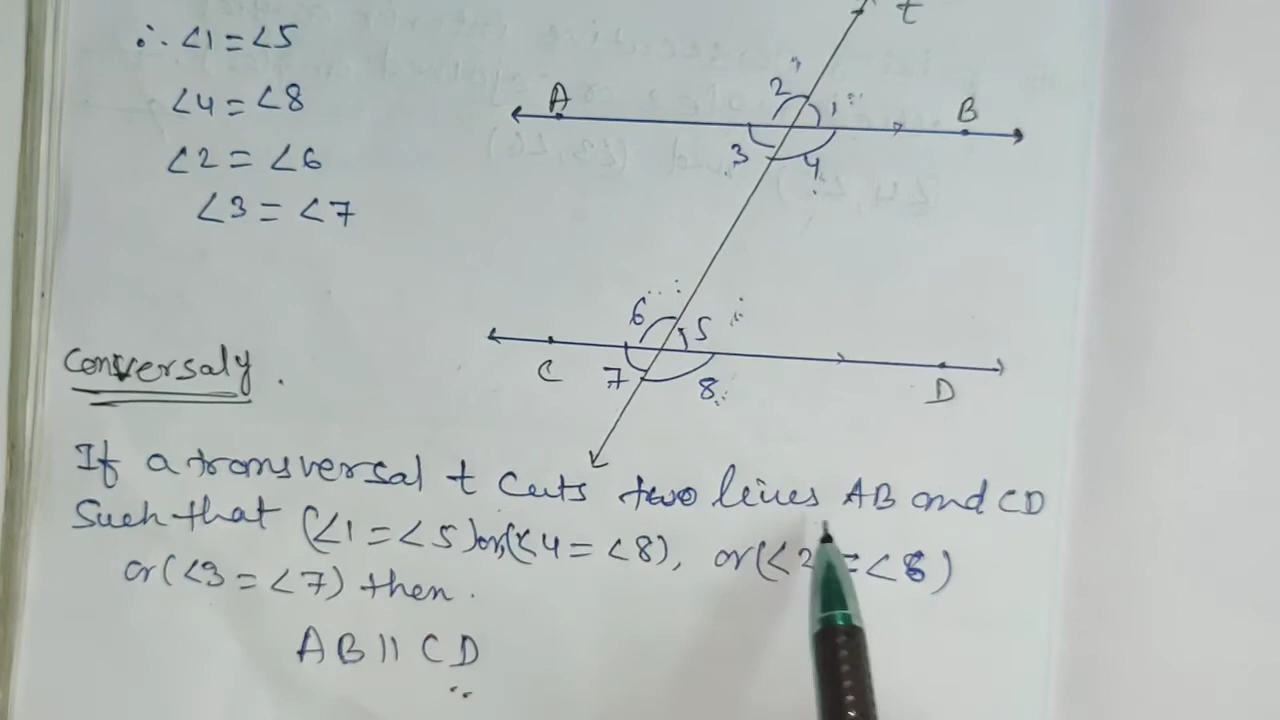 ∴ ∠1 = ∠5
∠4 = ∠8
∠2 = ∠6
∠3 = ∠7
t
A
B
2
1
3
4
6
5
7
8
C
D
Conversaly.
If a transversal t cuts two lines AB and CD
Such that (∠1 = ∠5) or, (∠4 = ∠8), or (∠2 = ∠6)
or (∠3 = ∠7) then.
AB || CD